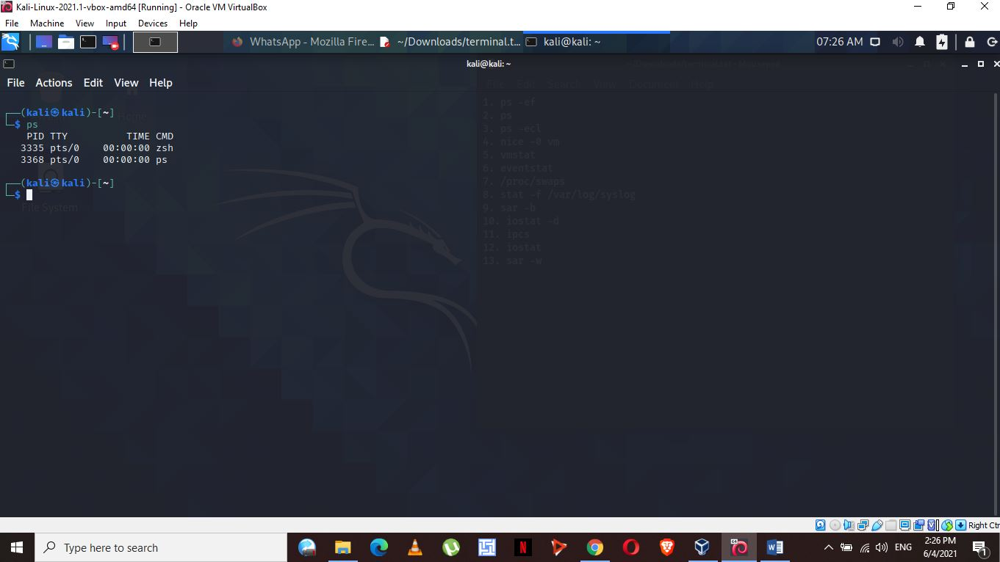 Kali-Linux-2021.1-vbox-amd64 [Running] - Oracle VM VirtualBox
File Machine View Input Devices Help
WhatsApp - Mozilla Fire... ~/Downloads/terminal.t... kali@kali: ~ 07:26 AM
kali@kali: ~
~/Downloads/terminal.txt - Mousepad
File Actions Edit View Help
File Edit Search View Document Help
┌──(kali㉿kali)-[~]
└─$ ps
PID TTY TIME CMD
3335 pts/0 00:00:00 zsh
3368 pts/0 00:00:00 ps
┌──(kali㉿kali)-[~]
└─$
Home
File System
1. ps -ef
2. ps
3. ps -ecl
4. nice -0 vm
5. vmstat
6. eventstat
7. /proc/swaps
8. stat -f /var/log/syslog
9. sar -b
10. iostat -d
11. ipcs
12. iostat
13. sar -w
Right Ctrl
Type here to search
ENG
2:26 PM
6/4/2021
1